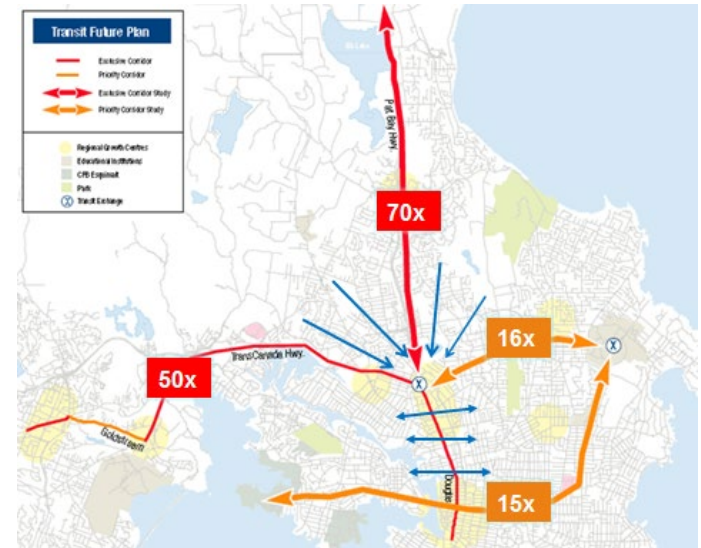 Transit Future Plan
Exclusive Corridor
Priority Corridor
Exclusive Corridor Study
Priority Corridor Study
Regional Growth Centres
Educational Institutions
CFB Esquimalt
Park
Transit Exchange
Pat Bay Hwy.
70x
16x
TransCanada Hwy.
50x
Goldstream
Douglas
15x